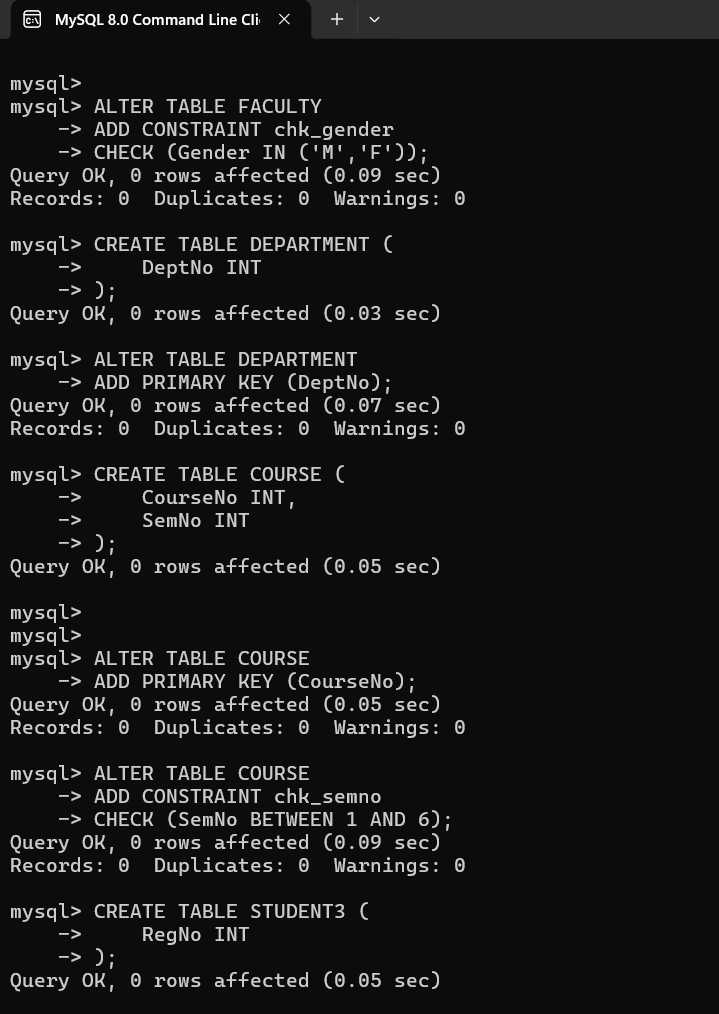 MySQL 8.0 Command Line Cli
mysql>
mysql> ALTER TABLE FACULTY
    -> ADD CONSTRAINT chk_gender
    -> CHECK (Gender IN ('M','F'));
Query OK, 0 rows affected (0.09 sec)
Records: 0  Duplicates: 0  Warnings: 0
mysql> CREATE TABLE DEPARTMENT (
    ->     DeptNo INT
    -> );
Query OK, 0 rows affected (0.03 sec)
mysql> ALTER TABLE DEPARTMENT
    -> ADD PRIMARY KEY (DeptNo);
Query OK, 0 rows affected (0.07 sec)
Records: 0  Duplicates: 0  Warnings: 0
mysql> CREATE TABLE COURSE (
    ->     CourseNo INT,
    ->     SemNo INT
    -> );
Query OK, 0 rows affected (0.05 sec)
mysql>
mysql>
mysql> ALTER TABLE COURSE
    -> ADD PRIMARY KEY (CourseNo);
Query OK, 0 rows affected (0.05 sec)
Records: 0  Duplicates: 0  Warnings: 0
mysql> ALTER TABLE COURSE
    -> ADD CONSTRAINT chk_semno
    -> CHECK (SemNo BETWEEN 1 AND 6);
Query OK, 0 rows affected (0.09 sec)
Records: 0  Duplicates: 0  Warnings: 0
mysql> CREATE TABLE STUDENT3 (
    ->     RegNo INT
    -> );
Query OK, 0 rows affected (0.05 sec)